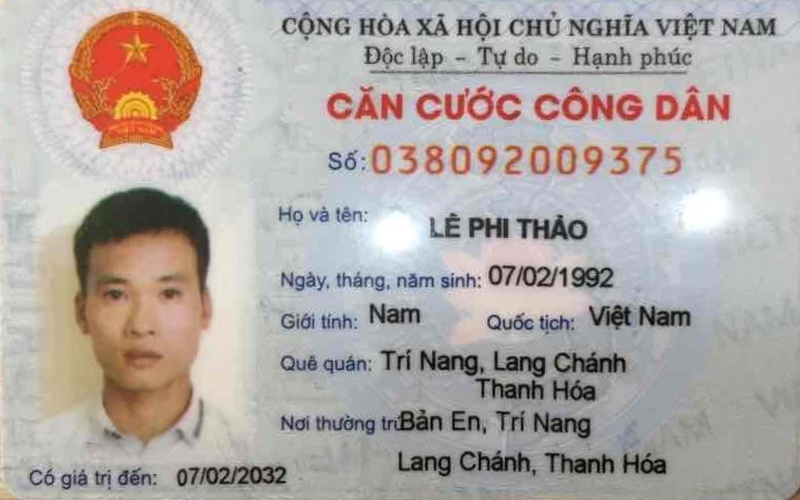 CỘNG HÒA XÃ HỘI CHỦ NGHĨA VIỆT NAM
Độc lập - Tự do - Hạnh phúc
CĂN CƯỚC CÔNG DÂN
Số: 038092009375
Họ và tên: LÊ PHI THẢO
Ngày, tháng, năm sinh: 07/02/1992
Giới tính: Nam Quốc tịch: Việt Nam
Quê quán: Trí Nang, Lang Chánh
Thanh Hóa
Nơi thường trú: Bản En, Trí Nang
Lang Chánh, Thanh Hóa
Có giá trị đến: 07/02/2032